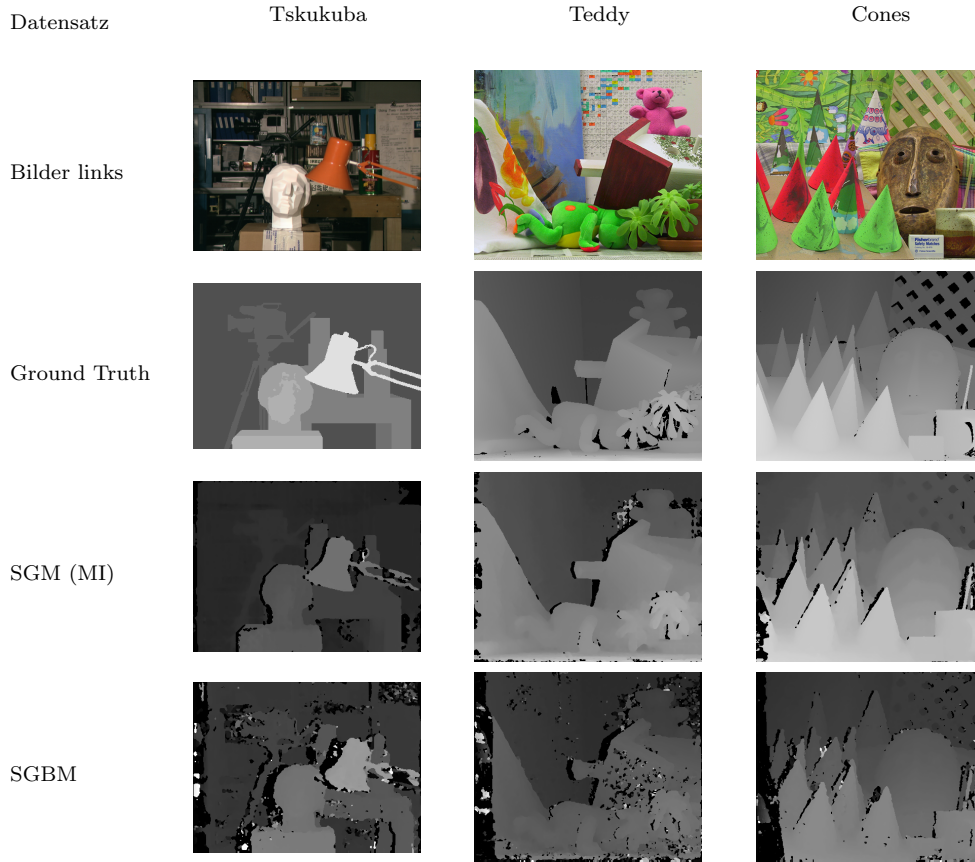 Datensatz
Tskukuba
Teddy
Cones
Bilder links
Ground Truth
SGM (MI)
SGBM